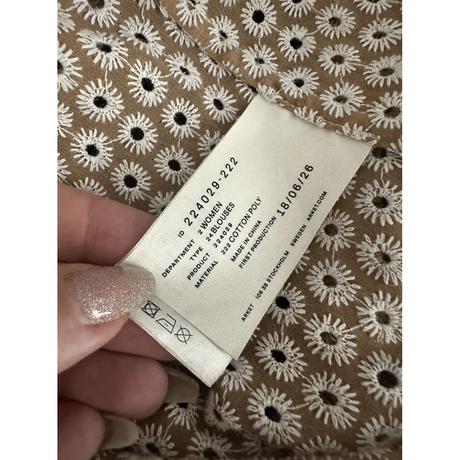 ID 224029-222
DEPARTMENT 2 WOMEN
TYPE 24 BLOUSES
PRODUCT 224029
MATERIAL 222 COTTON POLY
MADE IN CHINA
FIRST PRODUCTION 18/06/26
ARKET 106 38 STOCKHOLM SWEDEN ARKET.COM